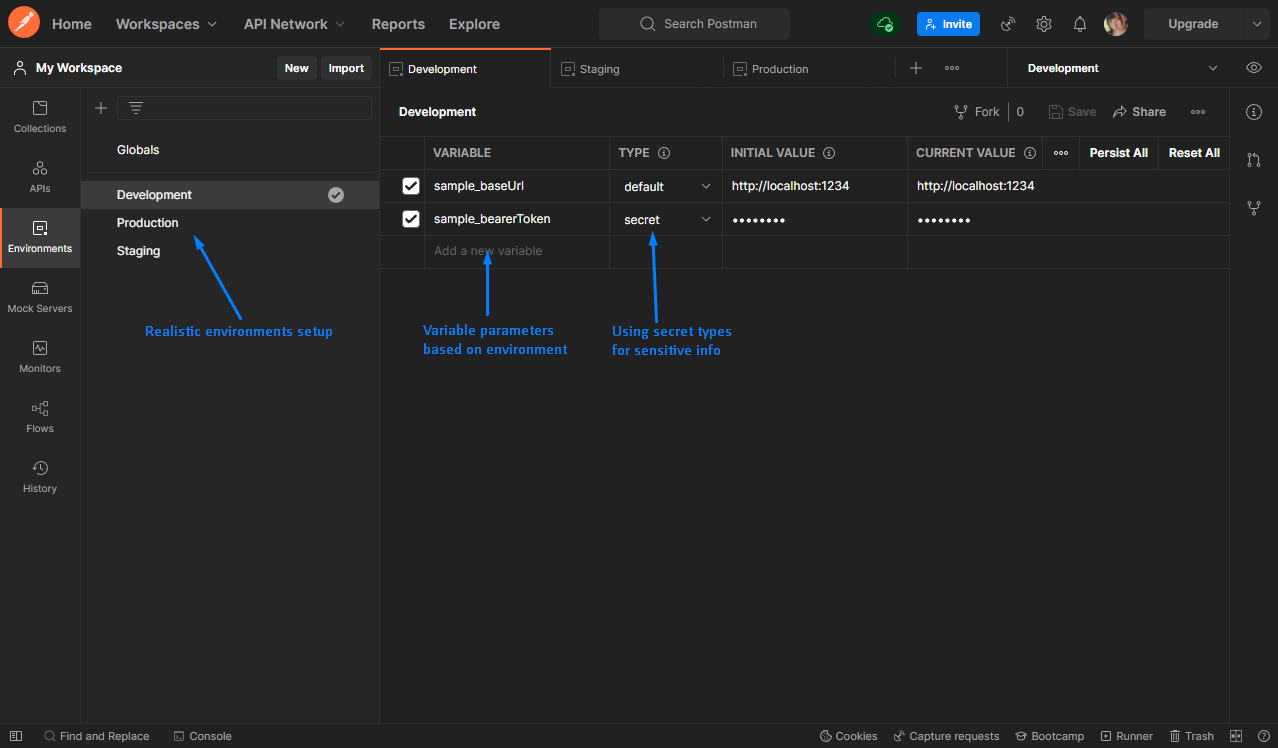 Home
Workspaces
API Network
Reports
Explore
Search Postman
Invite
Upgrade
My Workspace
New
Import
Development
Staging
Production
Development
Collections
APIs
Environments
Mock Servers
Monitors
Flows
History
Globals
Development
Production
Staging
Realistic environments setup
Development
Fork
0
Save
Share
VARIABLE
TYPE
INITIAL VALUE
CURRENT VALUE
Persist All
Reset All
sample_baseUrl
default
http://localhost:1234
http://localhost:1234
sample_bearerToken
secret
••••••••
••••••••
Add a new variable
Variable parameters
based on environment
Using secret types
for sensitive info
Find and Replace
Console
Cookies
Capture requests
Bootcamp
Runner
Trash